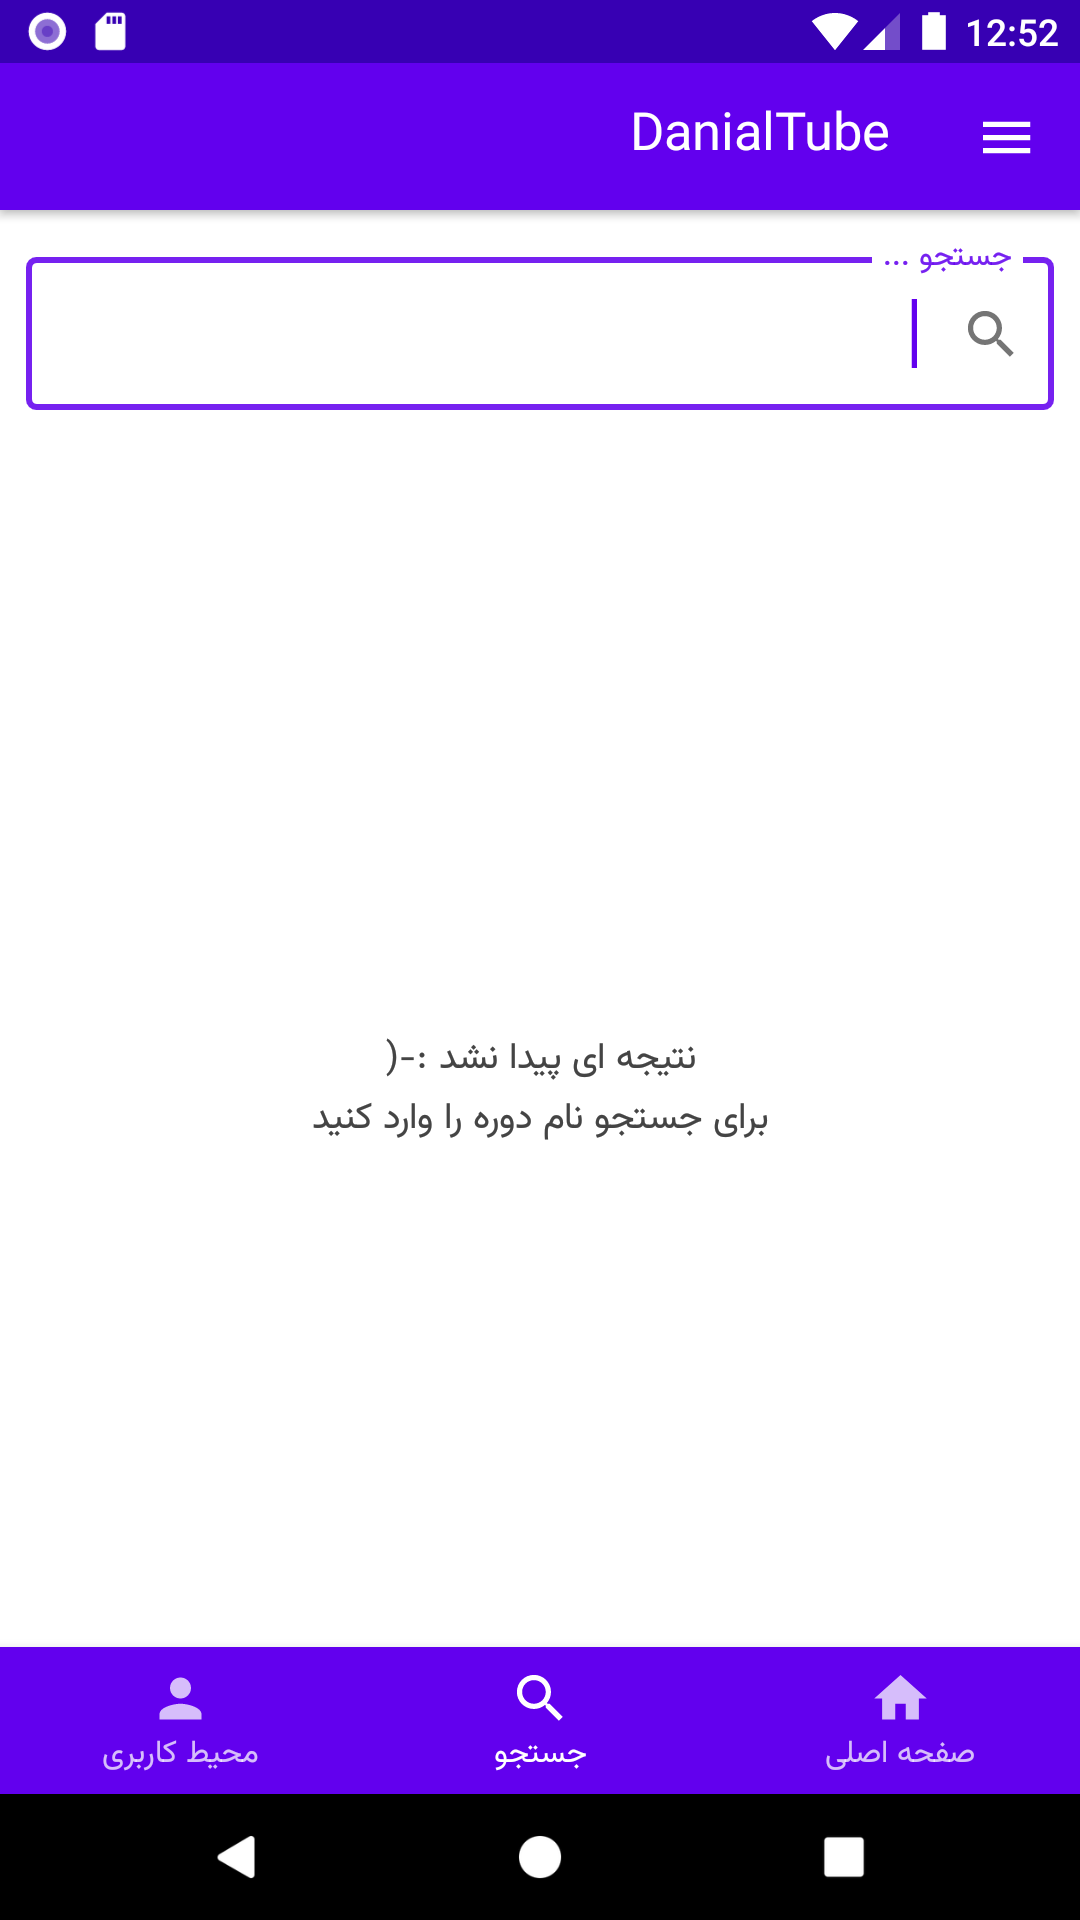 12:52
DanialTube
جستجو ...
نتیجه ای پیدا نشد :-(
برای جستجو نام دوره را وارد کنید
صفحه اصلی
جستجو
محیط کاربری